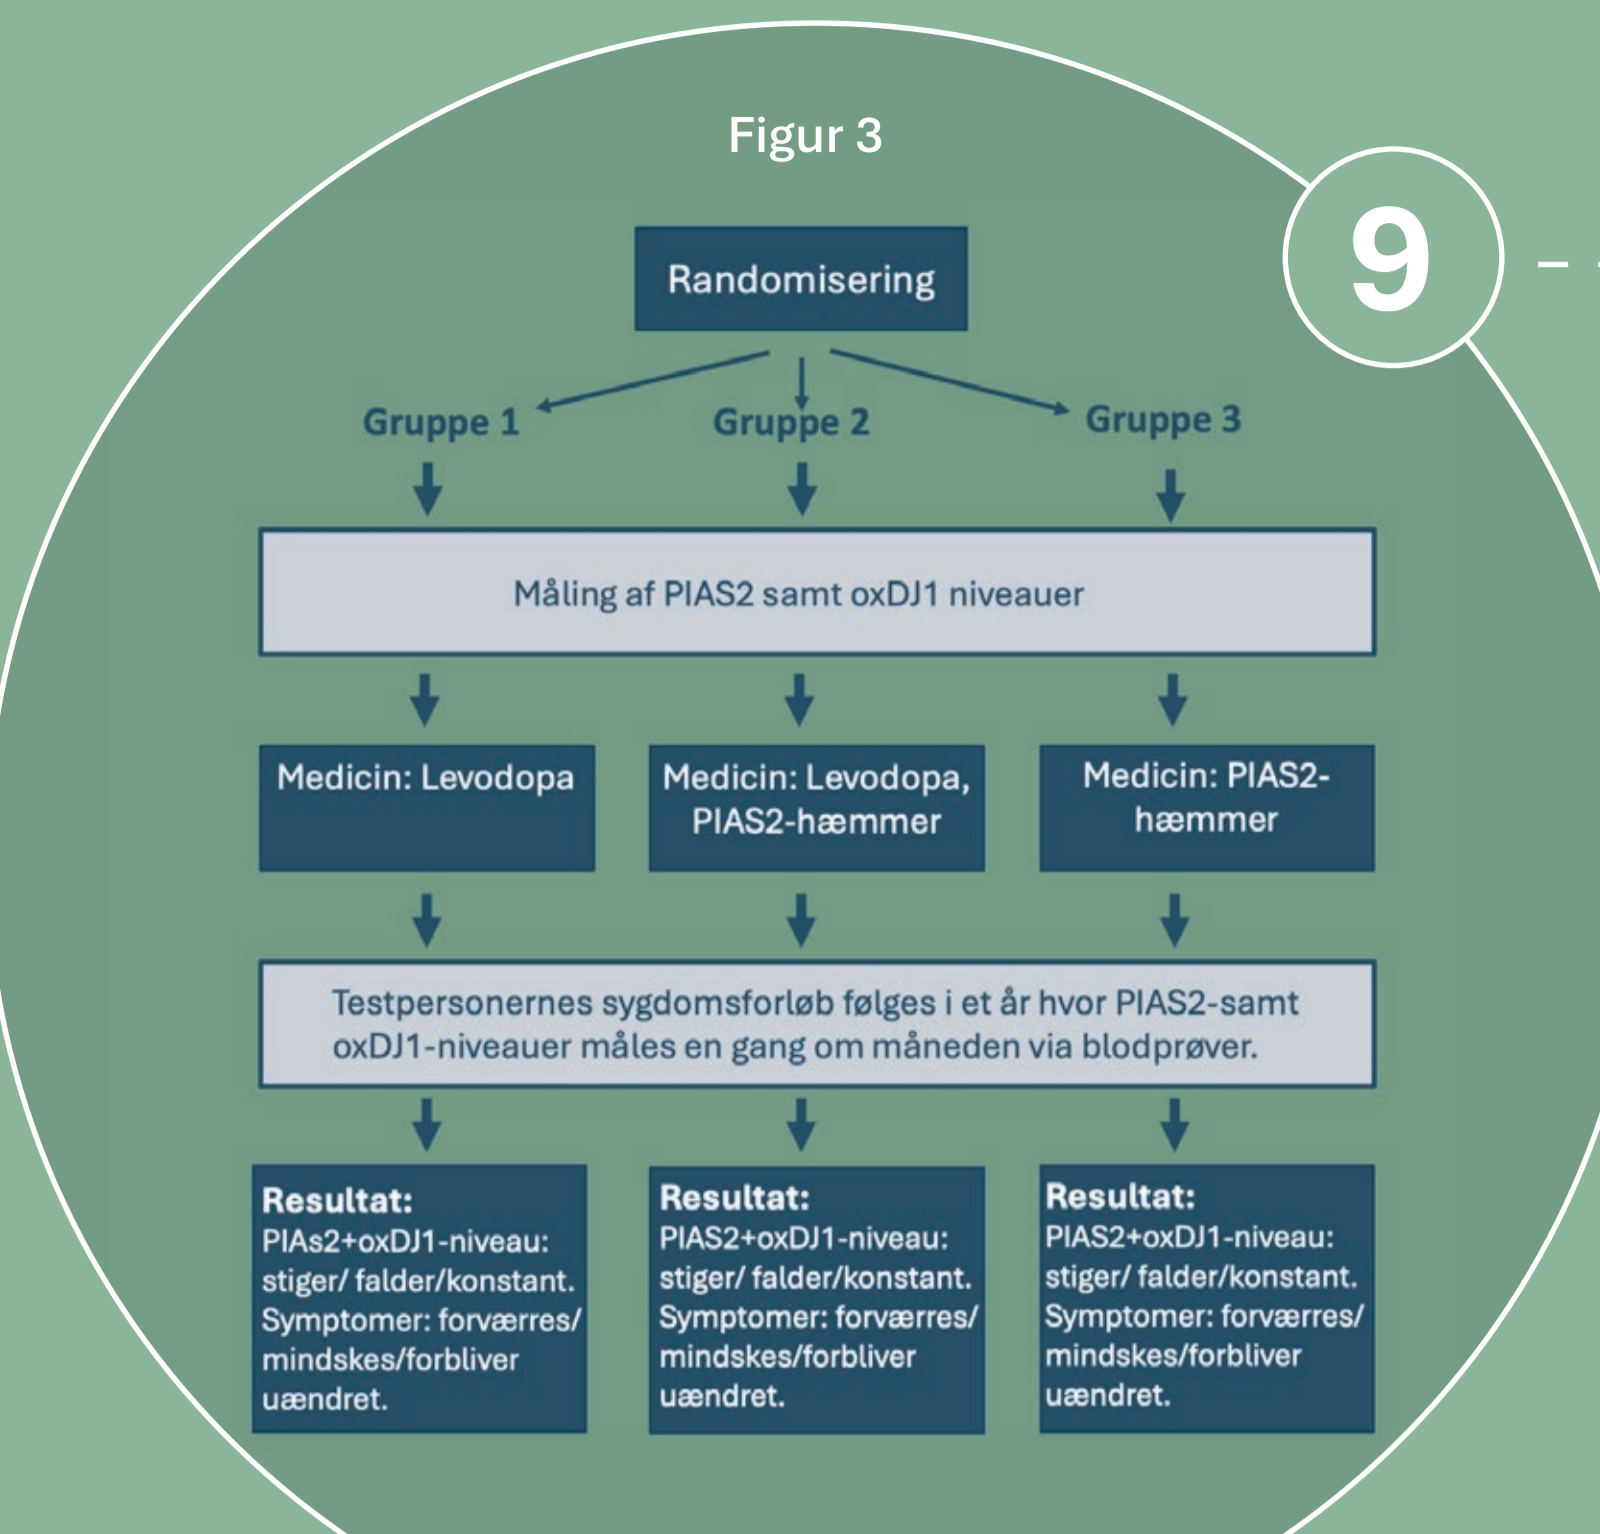 Figur 3
9
Randomisering
Gruppe 1
Gruppe 2
Gruppe 3
Måling af PIAS2 samt oxDJ1 niveauer
Medicin: Levodopa
Medicin: Levodopa,
PIAS2-hæmmer
Medicin: PIAS2-
hæmmer
Testpersonernes sygdomsforløb følges i et år hvor PIAS2-samt
oxDJ1-niveauer måles en gang om måneden via blodprøver.
Resultat:
PIAs2+oxDJ1-niveau:
stiger/ falder/konstant.
Symptomer: forværres/
mindskes/forbliver
uændret.
Resultat:
PIAS2+oxDJ1-niveau:
stiger/ falder/konstant.
Symptomer: forværres/
mindskes/forbliver
uændret.
Resultat:
PIAS2+oxDJ1-niveau:
stiger/ falder/konstant.
Symptomer: forværres/
mindskes/forbliver
uændret.